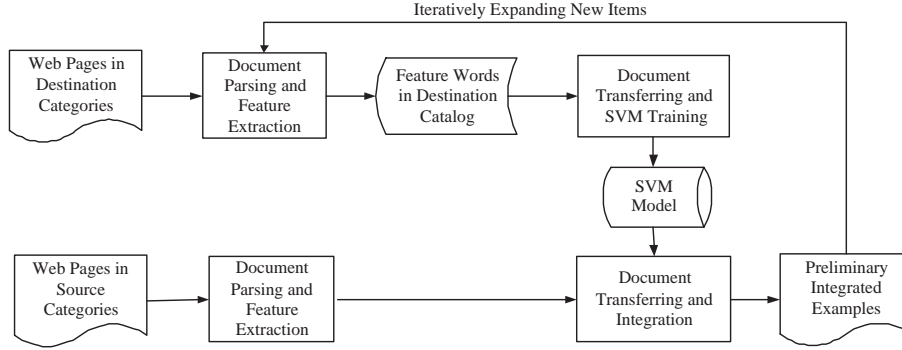 Iteratively Expanding New Items
Web Pages in
Destination
Categories
Document
Parsing and
Feature
Extraction
Feature Words
in Destination
Catalog
Document
Transferring and
SVM Training
SVM
Model
Web Pages in
Source
Categories
Document
Parsing and
Feature
Extraction
Document
Transferring and
Integration
Preliminary
Integrated
Examples